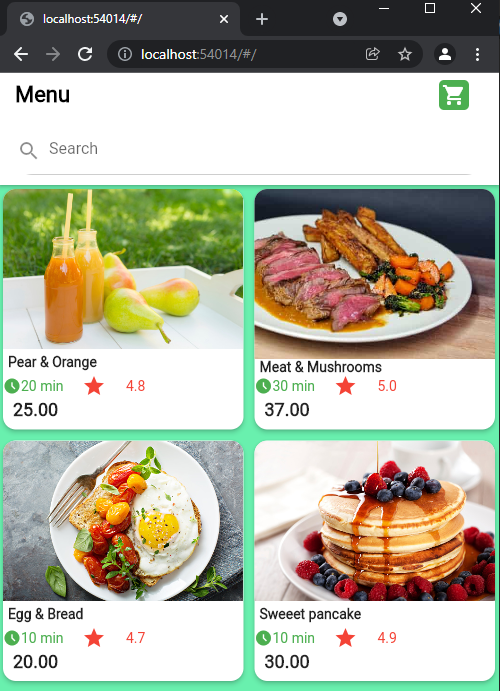 localhost:54014/#/
localhost:54014/#/
Menu
Search
Pear & Orange
20 min 4.8
25.00
Meat & Mushrooms
30 min 5.0
37.00
Egg & Bread
10 min 4.7
20.00
Sweeet pancake
10 min 4.9
30.00